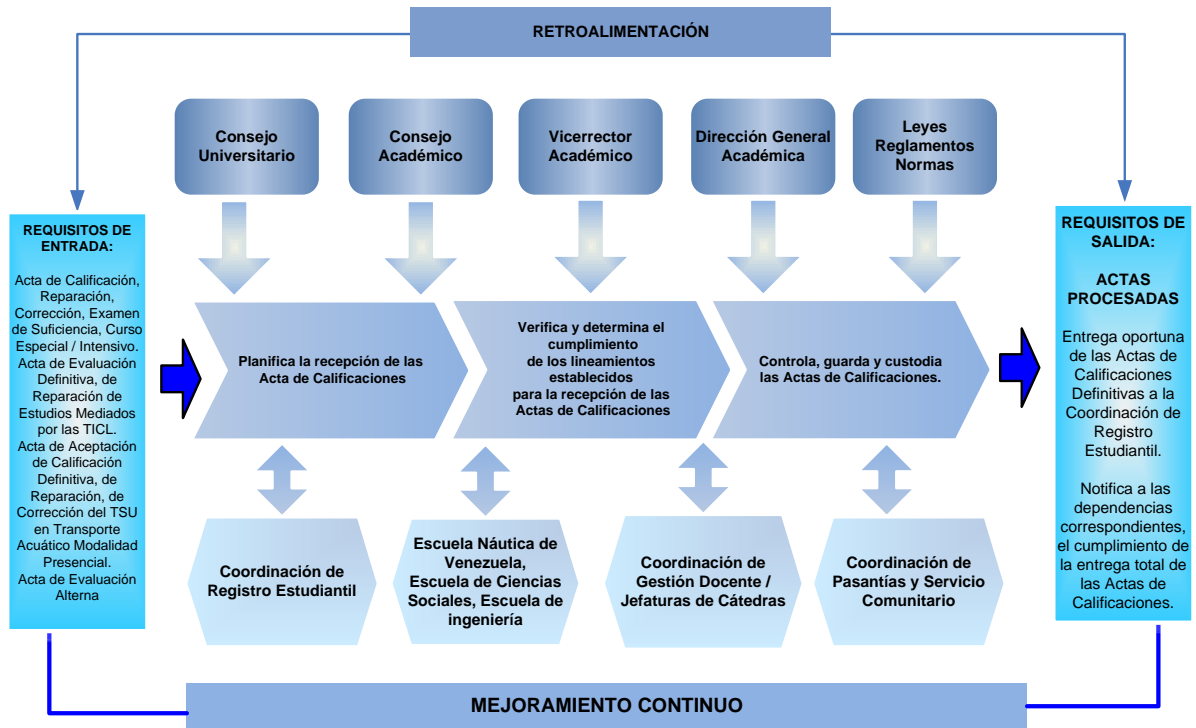 RETROALIMENTACIÓN
Consejo
Universitario
Consejo
Académico
Vicerrector
Académico
Dirección General
Académica
Leyes
Reglamentos
Normas
REQUISITOS DE
ENTRADA:
Acta de Calificación,
Reparación,
Corrección, Examen
de Suficiencia, Curso
Especial / Intensivo.
Acta de Evaluación
Definitiva, de
Reparación de
Estudios Mediados
por las TICL.
Acta de Aceptación
de Calificación
Definitiva, de
Reparación, de
Corrección del TSU
en Transporte
Acuático Modalidad
Presencial.
Acta de Evaluación
Alterna
Planifica la recepción de las
Acta de Calificaciones
Verifica y determina el
cumplimiento
de los lineamientos
establecidos
para la recepción de las
Actas de Calificaciones
Controla, guarda y custodia
las Actas de Calificaciones.
REQUISITOS DE
SALIDA:
ACTAS
PROCESADAS
Entrega oportuna
de las Actas de
Calificaciones
Definitivas a la
Coordinación de
Registro
Estudiantil.
Notifica a las
dependencias
correspondientes,
el cumplimiento de
la entrega total de
las Actas de
Calificaciones.
Coordinación de
Registro Estudiantil
Escuela Náutica de
Venezuela,
Escuela de Ciencias
Sociales, Escuela de
ingeniería
Coordinación de
Gestión Docente /
Jefaturas de Cátedras
Coordinación de
Pasantías y Servicio
Comunitario
MEJORAMIENTO CONTINUO